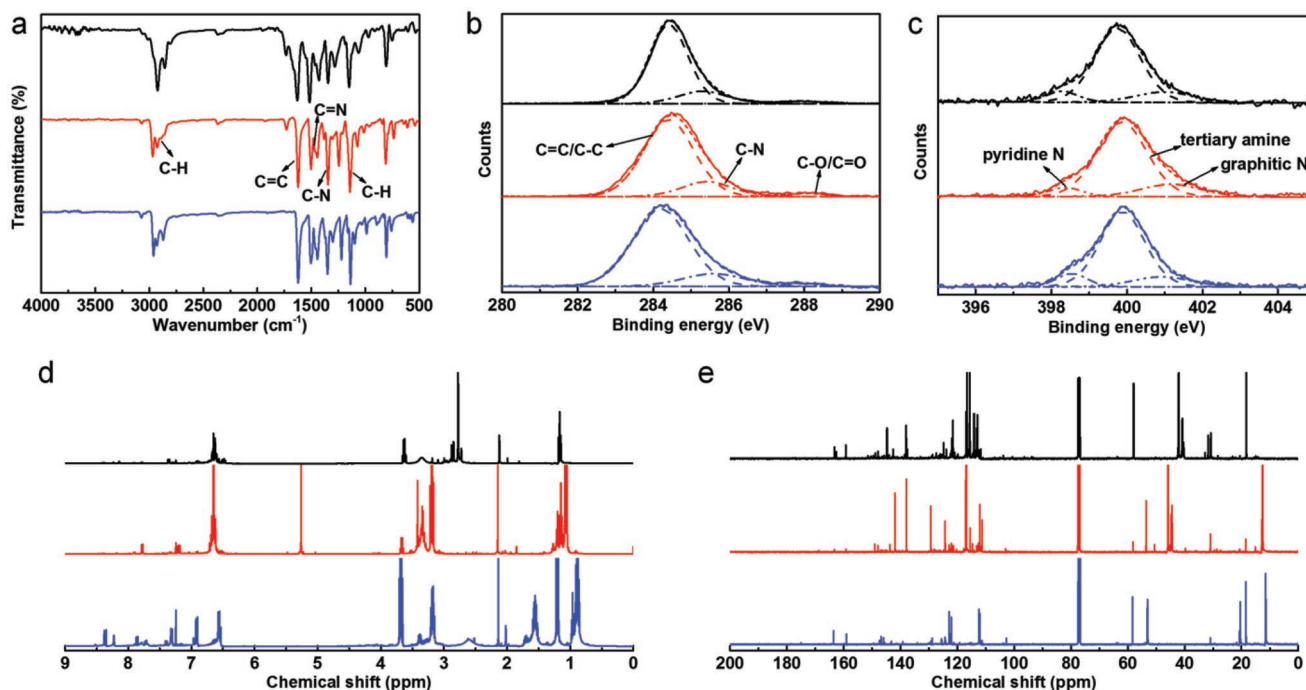 a
Transmittance (%)
C-H
C=C
C=N
C-N
C-H
4000 3500 3000 2500 2000 1500 1000 500
Wavenumber (cm⁻¹)
b
Counts
C=C/C-C
C-N
C-O/C=O
280 282 284 286 288 290
Binding energy (eV)
c
Counts
pyridine N
tertiary amine
graphitic N
396 398 400 402 404
Binding energy (eV)
d
9 8 7 6 5 4 3 2 1 0
Chemical shift (ppm)
e
200 180 160 140 120 100 80 60 40 20 0
Chemical shift (ppm)